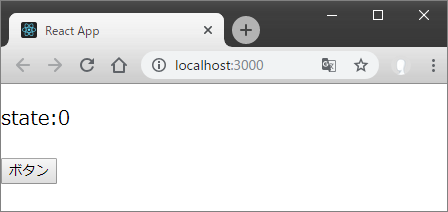 React App
localhost:3000
state:0
ボタン